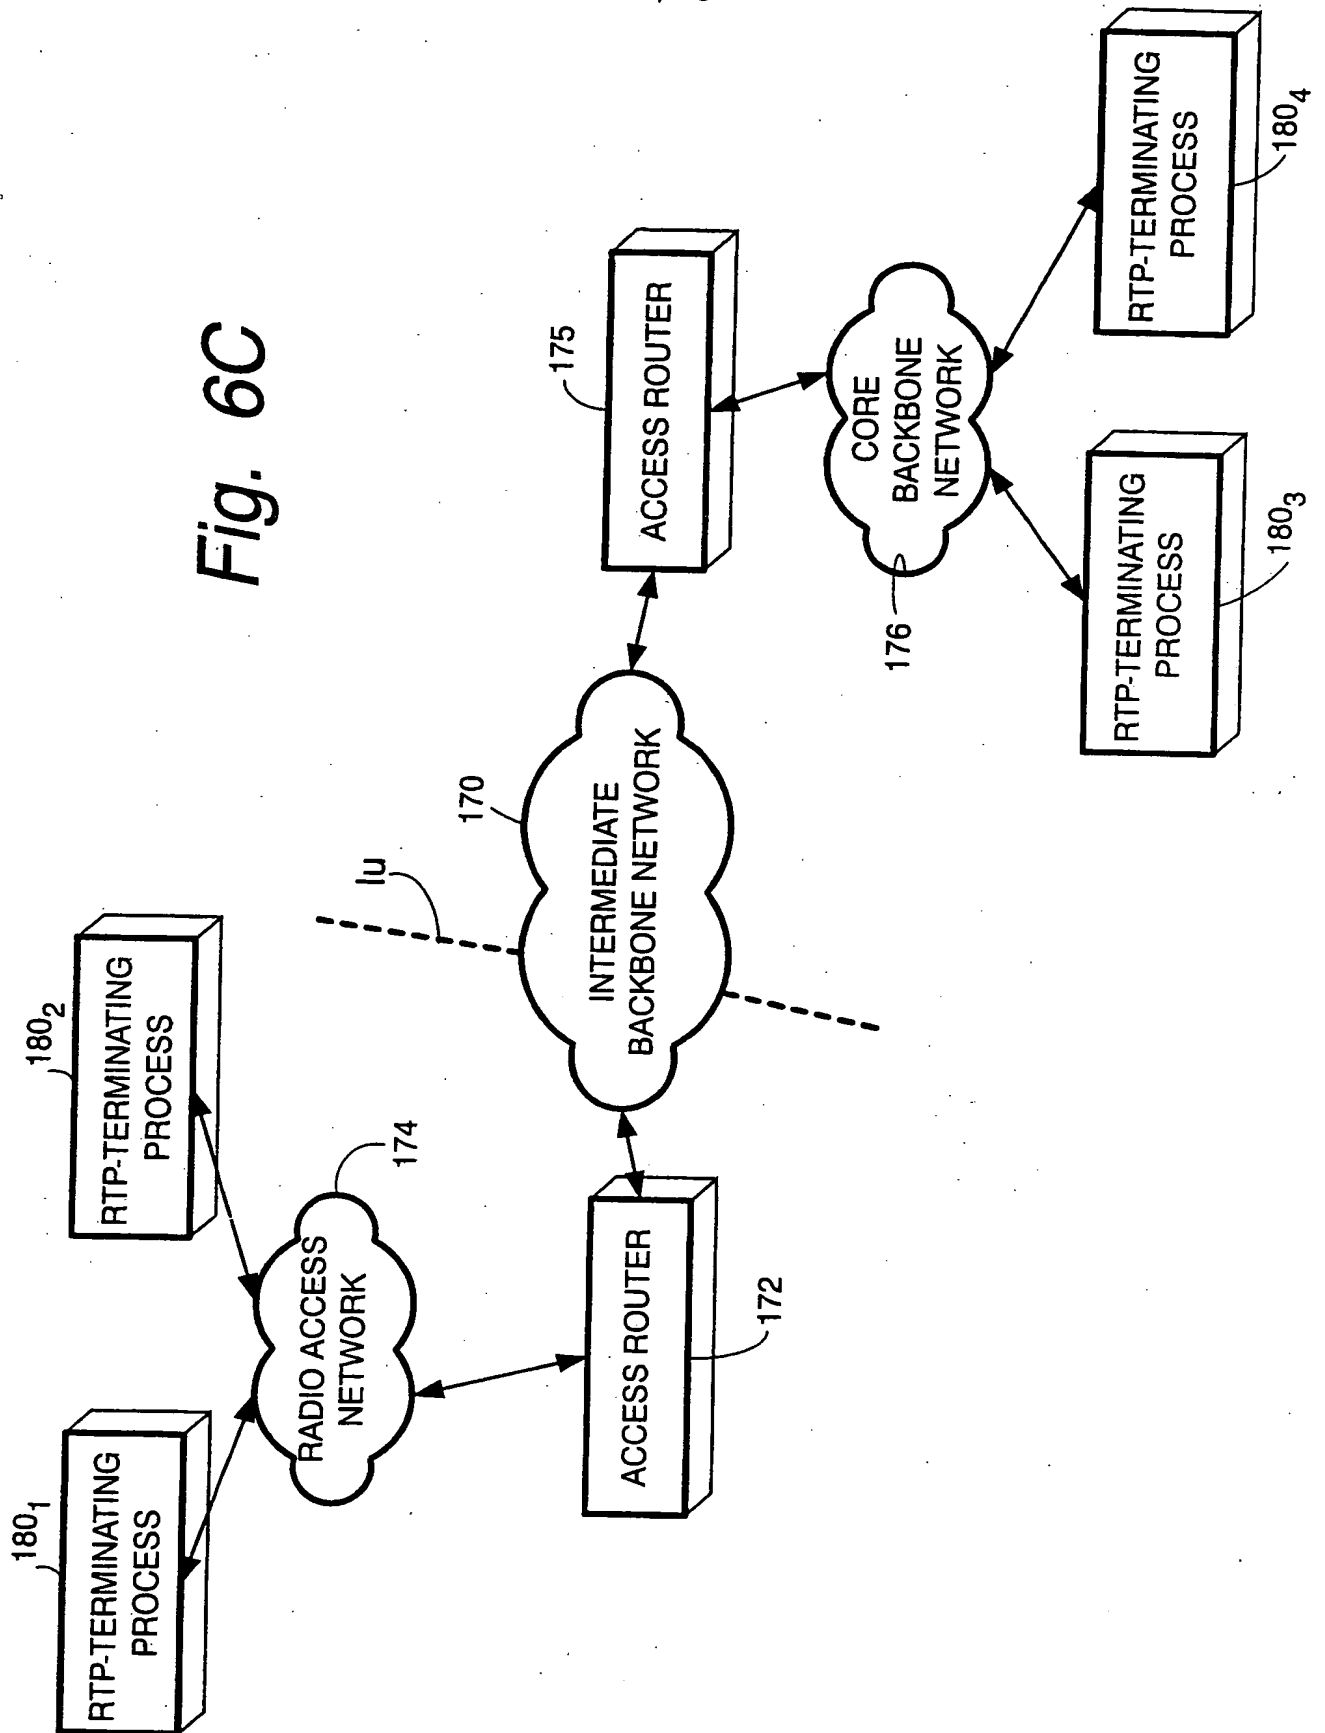 Fig. 6C
180₁
RTP-TERMINATING
PROCESS
180₂
RTP-TERMINATING
PROCESS
RADIO ACCESS
NETWORK
174
Iu
170
INTERMEDIATE
BACKBONE NETWORK
ACCESS ROUTER
172
175
ACCESS ROUTER
CORE
BACKBONE
NETWORK
176
RTP-TERMINATING
PROCESS
180₃
RTP-TERMINATING
PROCESS
180₄